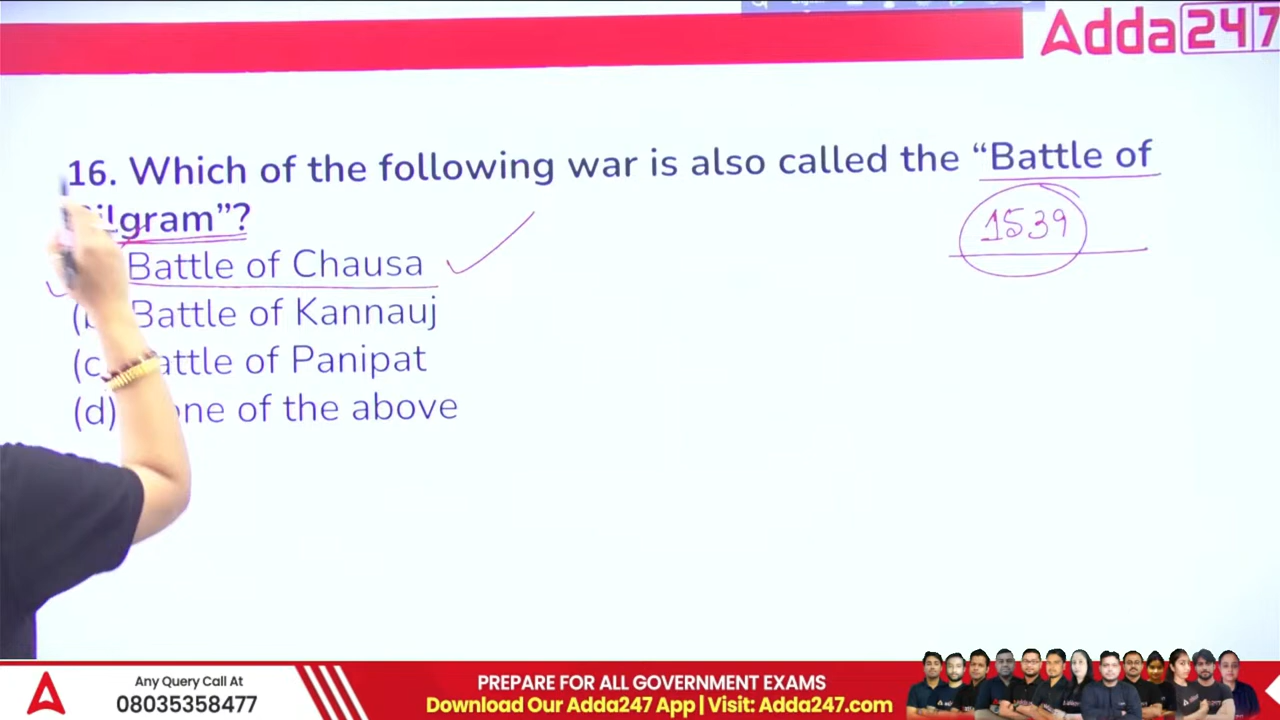 Adda247
16. Which of the following war is also called the “Battle of
ilgram”?
1539
Battle of Chausa
(b Battle of Kannauj
(c attle of Panipat
(d) one of the above
Any Query Call At
08035358477
PREPARE FOR ALL GOVERNMENT EXAMS
Download Our Adda247 App | Visit: Adda247.com